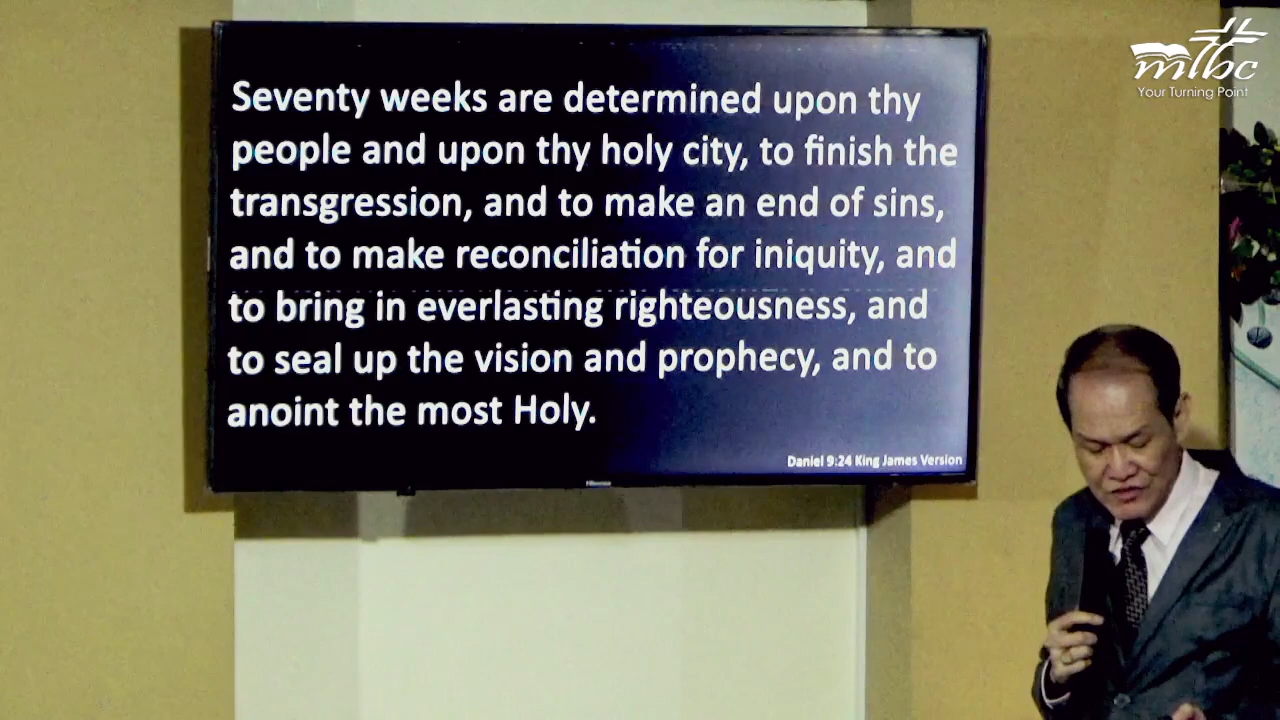 Seventy weeks are determined upon thy
people and upon thy holy city, to finish the
transgression, and to make an end of sins,
and to make reconciliation for iniquity, and
to bring in everlasting righteousness, and
to seal up the vision and prophecy, and to
anoint the most Holy.
Daniel 9:24 King James Version
Hisense
mtbc
Your Turning Point